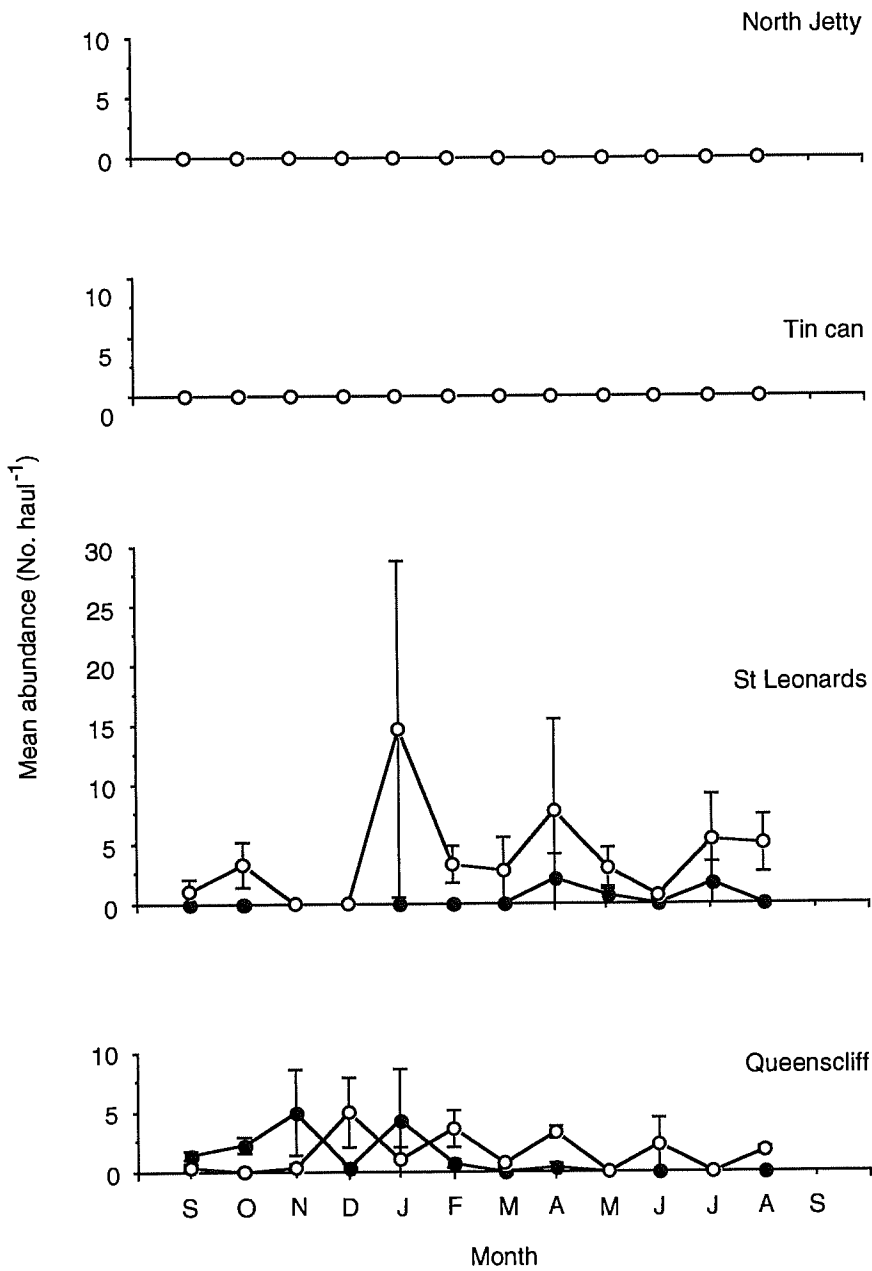 North Jetty
10
5
0
Tin can
10
5
0
Mean abundance (No. haul-1)
St Leonards
30
25
20
15
10
5
0
Queenscliff
10
5
0
S O N D J F M A M J J A S
Month